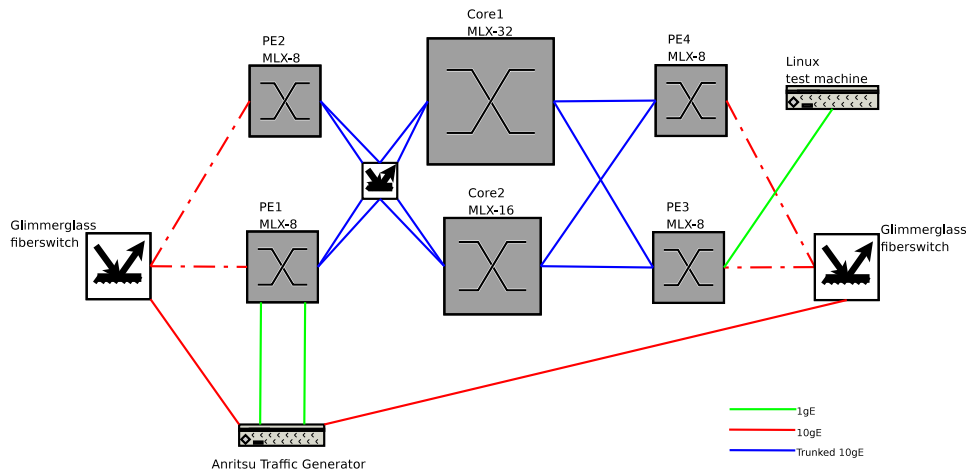 Core1
MLX-32
PE2
MLX-8
PE4
MLX-8
Linux
test machine
Glimmerglass
fiberswitch
PE1
MLX-8
Core2
MLX-16
PE3
MLX-8
Glimmerglass
fiberswitch
1gE
10gE
Trunked 10gE
Anritsu Traffic Generator